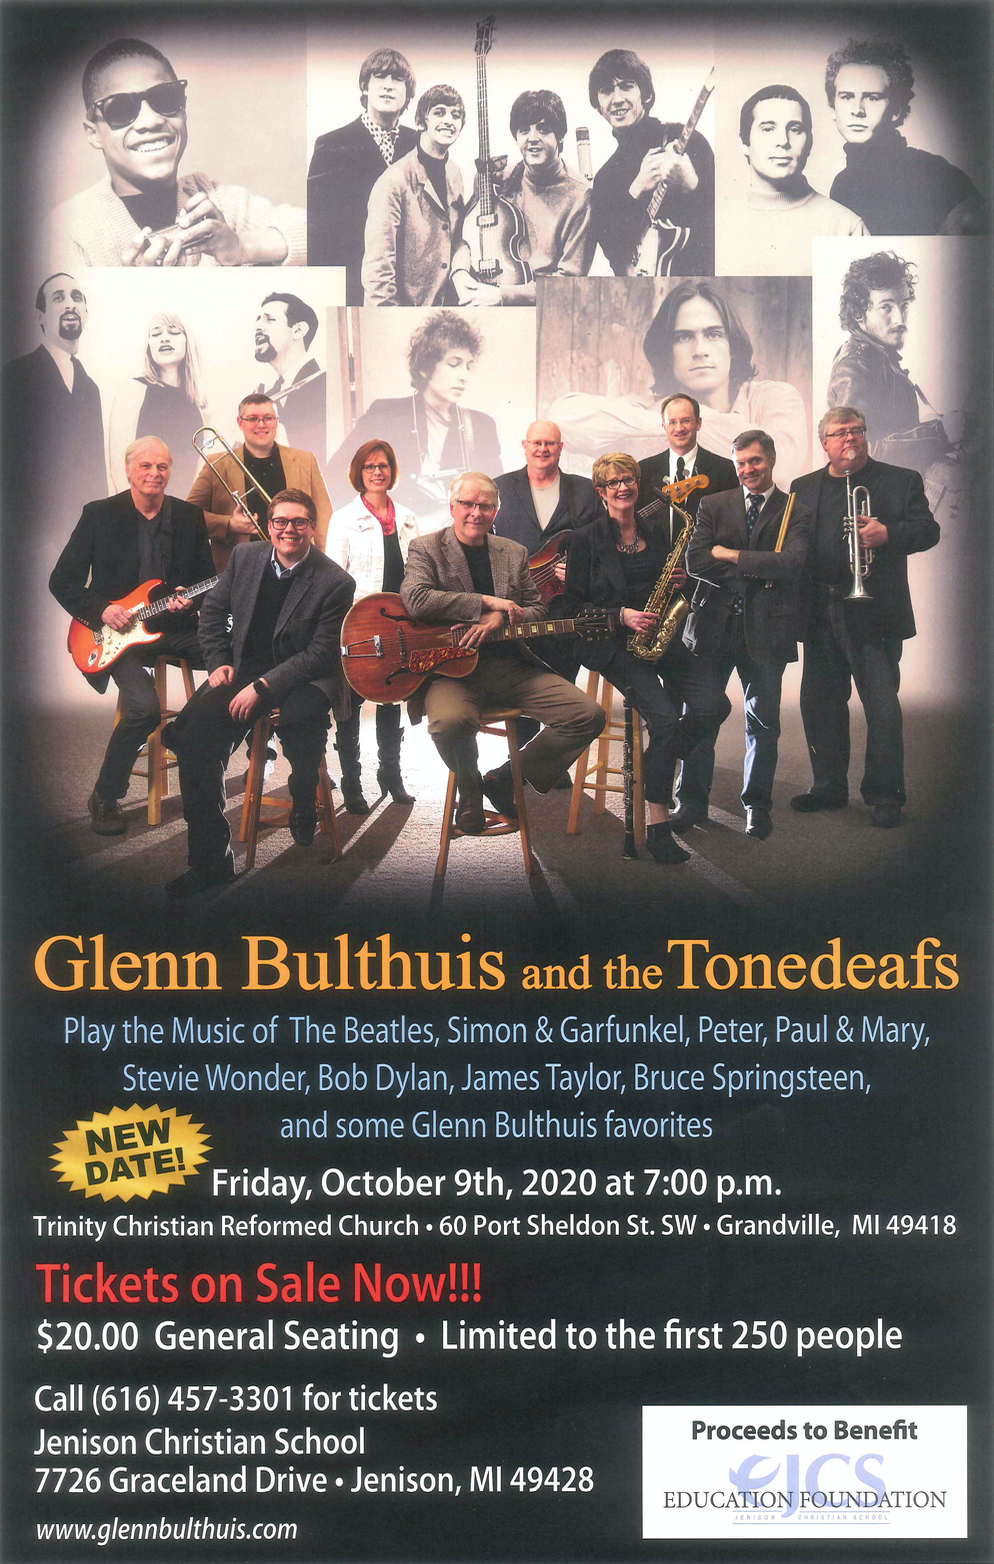 Glenn Bulthuis and the Tonedeafs
Play the Music of The Beatles, Simon & Garfunkel, Peter, Paul & Mary,
Stevie Wonder, Bob Dylan, James Taylor, Bruce Springsteen,
and some Glenn Bulthuis favorites
NEW
DATE!
Friday, October 9th, 2020 at 7:00 p.m.
Trinity Christian Reformed Church • 60 Port Sheldon St. SW • Grandville, MI 49418
Tickets on Sale Now!!!
$20.00 General Seating • Limited to the first 250 people
Call (616) 457-3301 for tickets
Jenison Christian School
7726 Graceland Drive • Jenison, MI 49428
www.glennbulthuis.com
Proceeds to Benefit
JCS
EDUCATION FOUNDATION
JENISON CHRISTIAN SCHOOL